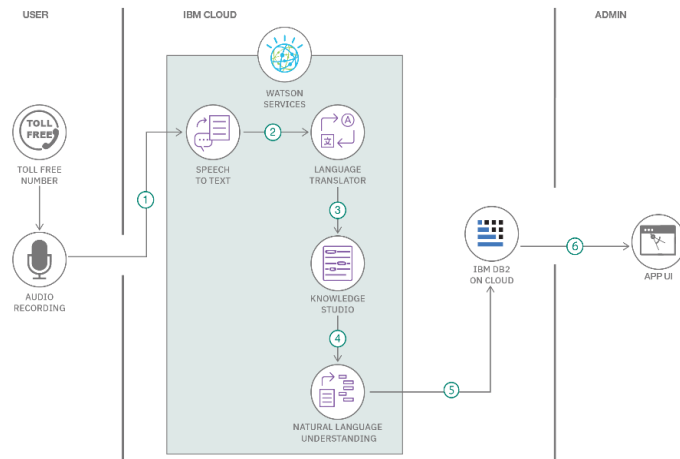 USER
IBM CLOUD
ADMIN
WATSON
SERVICES
TOLL
FREE
TOLL FREE
NUMBER
SPEECH
TO TEXT
2
A
文
LANGUAGE
TRANSLATOR
1
3
AUDIO
RECORDING
KNOWLEDGE
STUDIO
IBM DB2
ON CLOUD
6
APP UI
4
NATURAL LANGUAGE
UNDERSTANDING
5